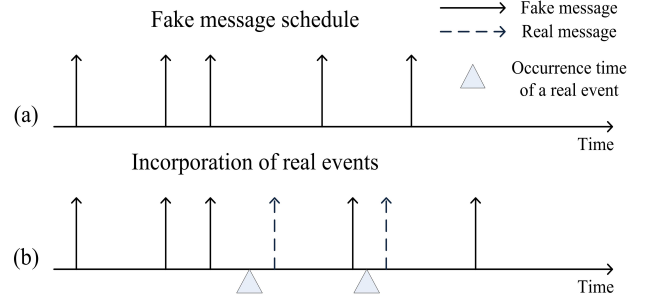 Fake message schedule
Fake message
Real message
Occurrence time
of a real event
(a)
Time
Incorporation of real events
(b)
Time